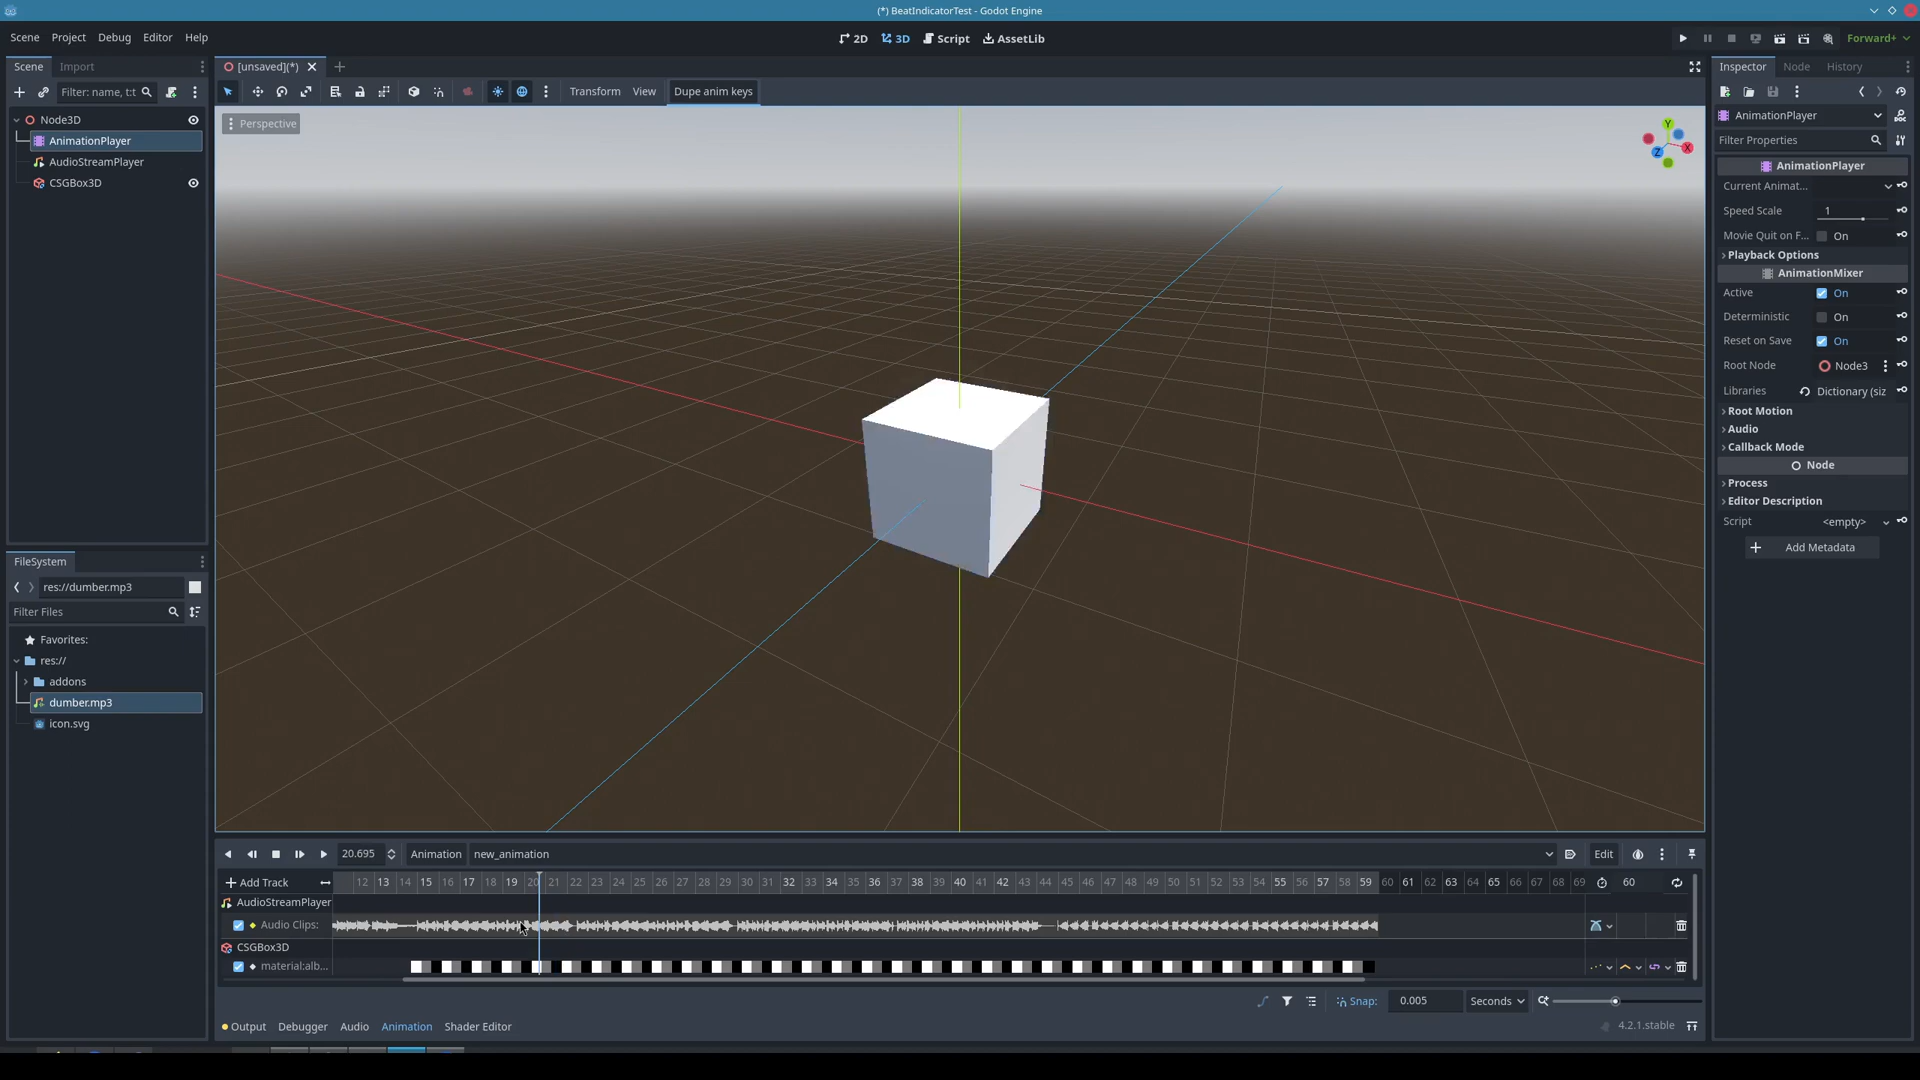 (*) BeatIndicatorTest - Godot Engine
Scene Project Debug Editor Help
2D 3D Script AssetLib
Forward+
Scene Import
[unsaved](*)
Inspector Node History
Filter: name, t:t
Transform View Dupe anim keys
Node3D
AnimationPlayer
AudioStreamPlayer
CSGBox3D
Perspective
Y
X
Z
AnimationPlayer
Filter Properties
AnimationPlayer
Current Animat...
Speed Scale 1
Movie Quit on F... On
Playback Options
AnimationMixer
Active On
Deterministic On
Reset on Save On
Root Node Node3
Libraries Dictionary (siz
Root Motion
Audio
Callback Mode
Node
Process
Editor Description
Script <empty>
Add Metadata
FileSystem
res://dumber.mp3
Filter Files
Favorites:
res://
addons
dumber.mp3
icon.svg
20.695 Animation new_animation Edit
Add Track 12 13 14 15 16 17 18 19 20 21 22 23 24 25 26 27 28 29 30 31 32 33 34 35 36 37 38 39 40 41 42 43 44 45 46 47 48 49 50 51 52 53 54 55 56 57 58 59 60 61 62 63 64 65 66 67 68 69 60
AudioStreamPlayer
Audio Clips:
CSGBox3D
material:alb...
Snap: 0.005 Seconds
Output Debugger Audio Animation Shader Editor
4.2.1.stable